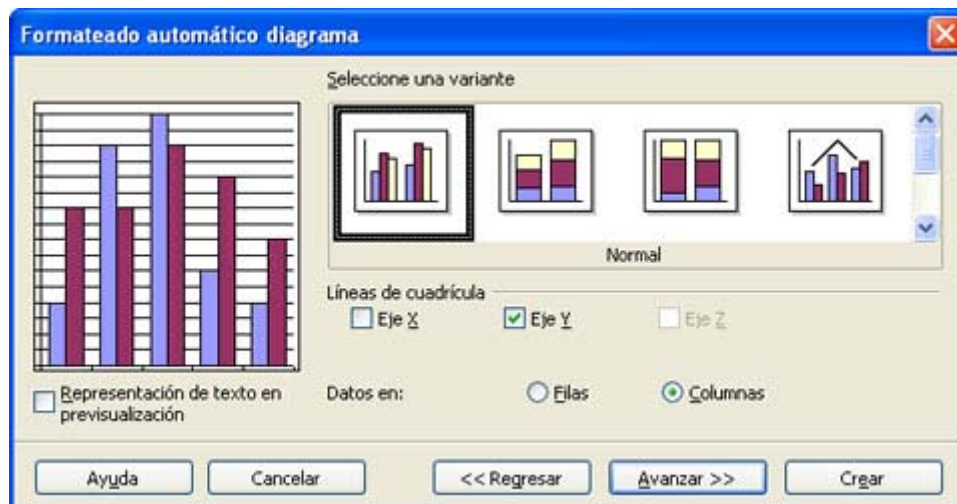 Formateado automático diagrama
Seleccione una variante
Normal
Líneas de cuadrícula
Eje X
Eje Y
Eje Z
Representación de texto en
previsualización
Datos en:
Filas
Columnas
Ayuda
Cancelar
<< Regresar
Avanzar >>
Crear